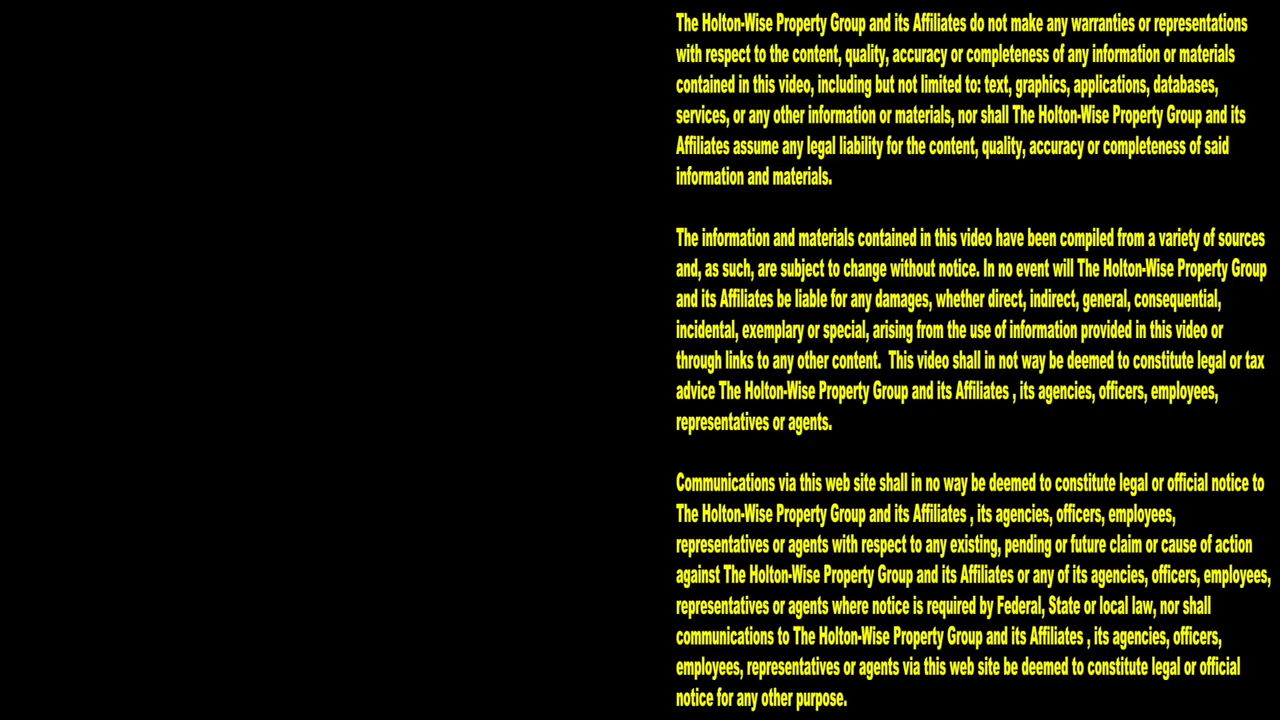 The Holton-Wise Property Group and its Affiliates do not make any warranties or representations
with respect to the content, quality, accuracy or completeness of any information or materials
contained in this video, including but not limited to: text, graphics, applications, databases,
services, or any other information or materials, nor shall The Holton-Wise Property Group and its
Affiliates assume any legal liability for the content, quality, accuracy or completeness of said
information and materials.
The information and materials contained in this video have been compiled from a variety of sources
and, as such, are subject to change without notice. In no event will The Holton-Wise Property Group
and its Affiliates be liable for any damages, whether direct, indirect, general, consequential,
incidental, exemplary or special, arising from the use of information provided in this video or
through links to any other content.  This video shall in not way be deemed to constitute legal or tax
advice The Holton-Wise Property Group and its Affiliates , its agencies, officers, employees,
representatives or agents.
Communications via this web site shall in no way be deemed to constitute legal or official notice to
The Holton-Wise Property Group and its Affiliates , its agencies, officers, employees,
representatives or agents with respect to any existing, pending or future claim or cause of action
against The Holton-Wise Property Group and its Affiliates or any of its agencies, officers, employees,
representatives or agents where notice is required by Federal, State or local law, nor shall
communications to The Holton-Wise Property Group and its Affiliates , its agencies, officers,
employees, representatives or agents via this web site be deemed to constitute legal or official
notice for any other purpose.